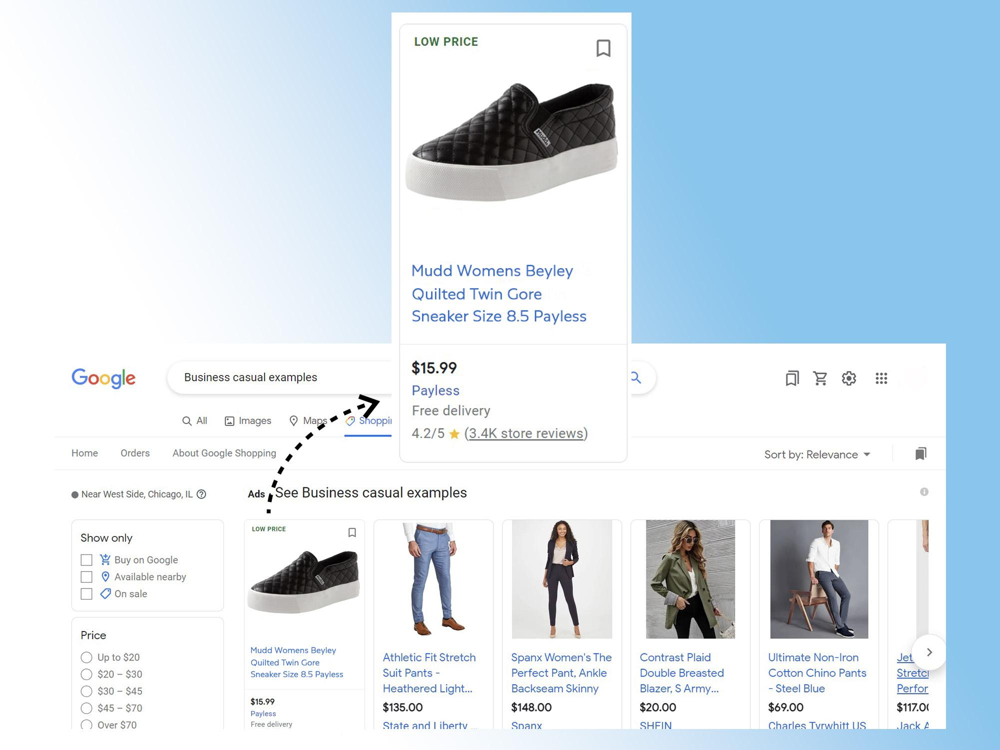 LOW PRICE
Mudd.
Mudd Womens Beyley
Quilted Twin Gore
Sneaker Size 8.5 Payless
$15.99
Payless
Free delivery
4.2/5 (3.4K store reviews)
Google
Business casual examples
All
Images
Maps
Shoppi
Home
Orders
About Google Shopping
Sort by: Relevance
Near West Side, Chicago, IL
Ads
See Business casual examples
Show only
Buy on Google
Available nearby
On sale
Price
Up to $20
$20 – $30
$30 – $45
$45 – $70
Over $70
LOW PRICE
Mudd.
Mudd Womens Beyley
Quilted Twin Gore
Sneaker Size 8.5 Payless
$15.99
Payless
Free delivery
Athletic Fit Stretch
Suit Pants -
Heathered Light...
$135.00
State and Liberty ...
Spanx Women's The
Perfect Pant, Ankle
Backseam Skinny
$148.00
Spanx
Contrast Plaid
Double Breasted
Blazer, S Army...
$20.00
SHEIN
Ultimate Non-Iron
Cotton Chino Pants
- Steel Blue
$69.00
Charles Tyrwhitt US
Jet
Stretc
Perfor
$117.0
Jack A